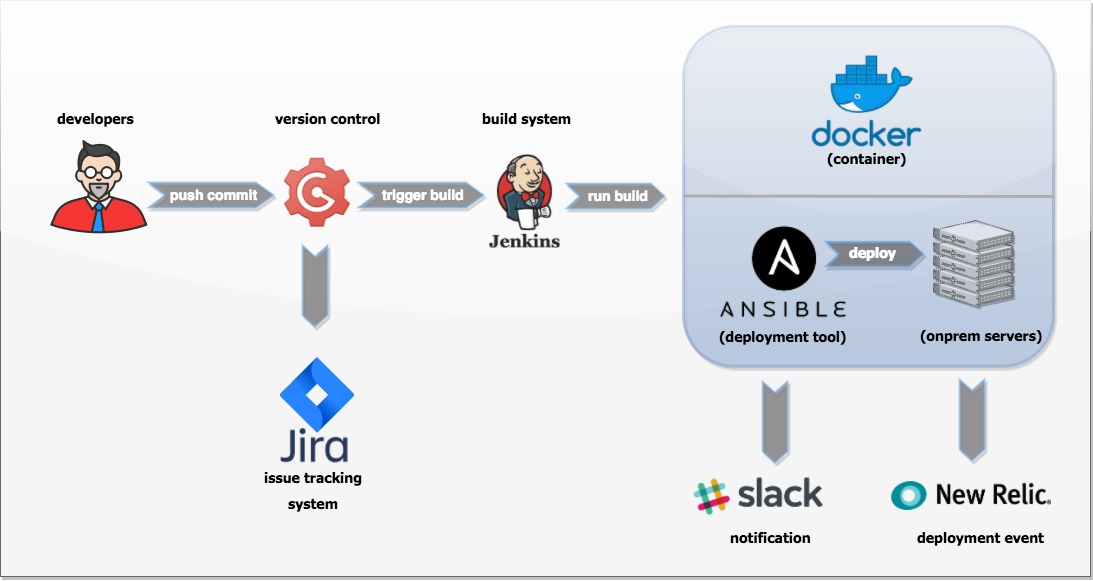 developers
version control
build system
push commit
trigger build
run build
Jenkins
docker
(container)
deploy
ANSIBLE
(deployment tool)
(onprem servers)
Jira
issue tracking
system
slack
notification
New Relic.
deployment event